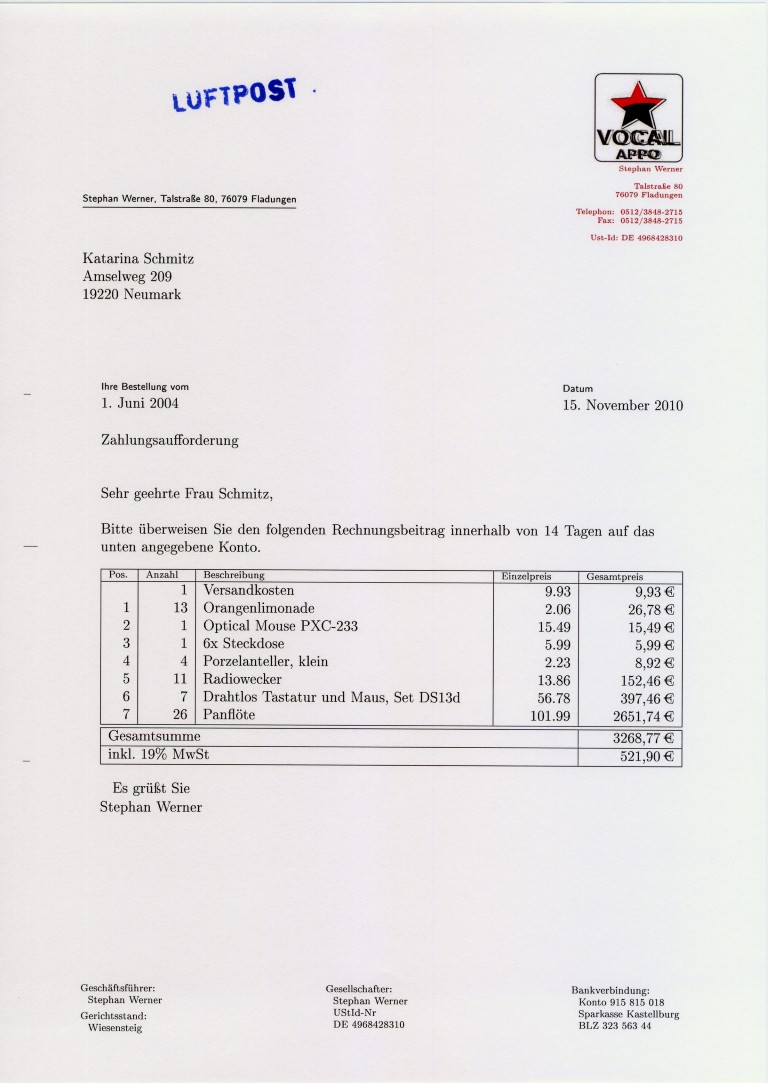 LUFTPOST
VOCAL
APPQ
Stephan Werner
Talstraße 80
76079 Fladungen
Telephon: 0512/3848-2715
Fax: 0512/3848-2715
Ust-Id: DE 4968428310
Stephan Werner, Talstraße 80, 76079 Fladungen
Katarina Schmitz
Amselweg 209
19220 Neumark
Ihre Bestellung vom Datum
1. Juni 2004 15. November 2010
Zahlungsaufforderung
Sehr geehrte Frau Schmitz,
Bitte überweisen Sie den folgenden Rechnungsbeitrag innerhalb von 14 Tagen auf das
unten angegebene Konto.
Pos. Anzahl Beschreibung Einzelpreis Gesamtpreis
1 Versandkosten 9.93 9,93 €
1 13 Orangenlimonade 2.06 26,78 €
2 1 Optical Mouse PXC-233 15.49 15,49 €
3 1 6x Steckdose 5.99 5,99 €
4 4 Porzelanteller, klein 2.23 8,92 €
5 11 Radiowecker 13.86 152,46 €
6 7 Drahtlos Tastatur und Maus, Set DS13d 56.78 397,46 €
7 26 Panflöte 101.99 2651,74 €
Gesamtsumme 3268,77 €
inkl. 19% MwSt 521,90 €
Es grüßt Sie
Stephan Werner
Geschäftsführer:
Stephan Werner
Gerichtsstand:
Wiesensteig
Gesellschafter:
Stephan Werner
UStId-Nr
DE 4968428310
Bankverbindung:
Konto 915 815 018
Sparkasse Kastellburg
BLZ 323 563 44